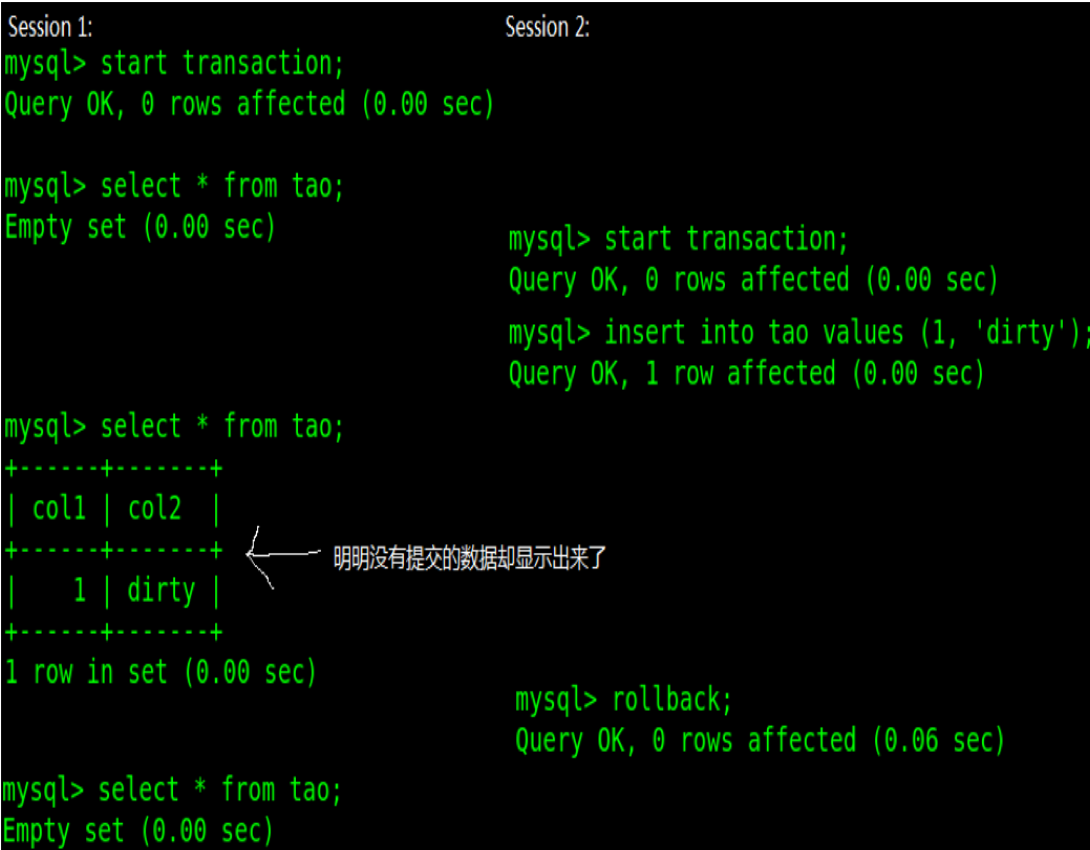 Session 1:
Session 2:
mysql> start transaction;
Query OK, 0 rows affected (0.00 sec)
mysql> select * from tao;
Empty set (0.00 sec)
mysql> start transaction;
Query OK, 0 rows affected (0.00 sec)
mysql> insert into tao values (1, 'dirty');
Query OK, 1 row affected (0.00 sec)
mysql> select * from tao;
+------+-------+
| col1 | col2 |
+------+-------+
| 1 | dirty |
+------+-------+
明明没有提交的数据却显示出来了
1 row in set (0.00 sec)
mysql> rollback;
Query OK, 0 rows affected (0.06 sec)
mysql> select * from tao;
Empty set (0.00 sec)